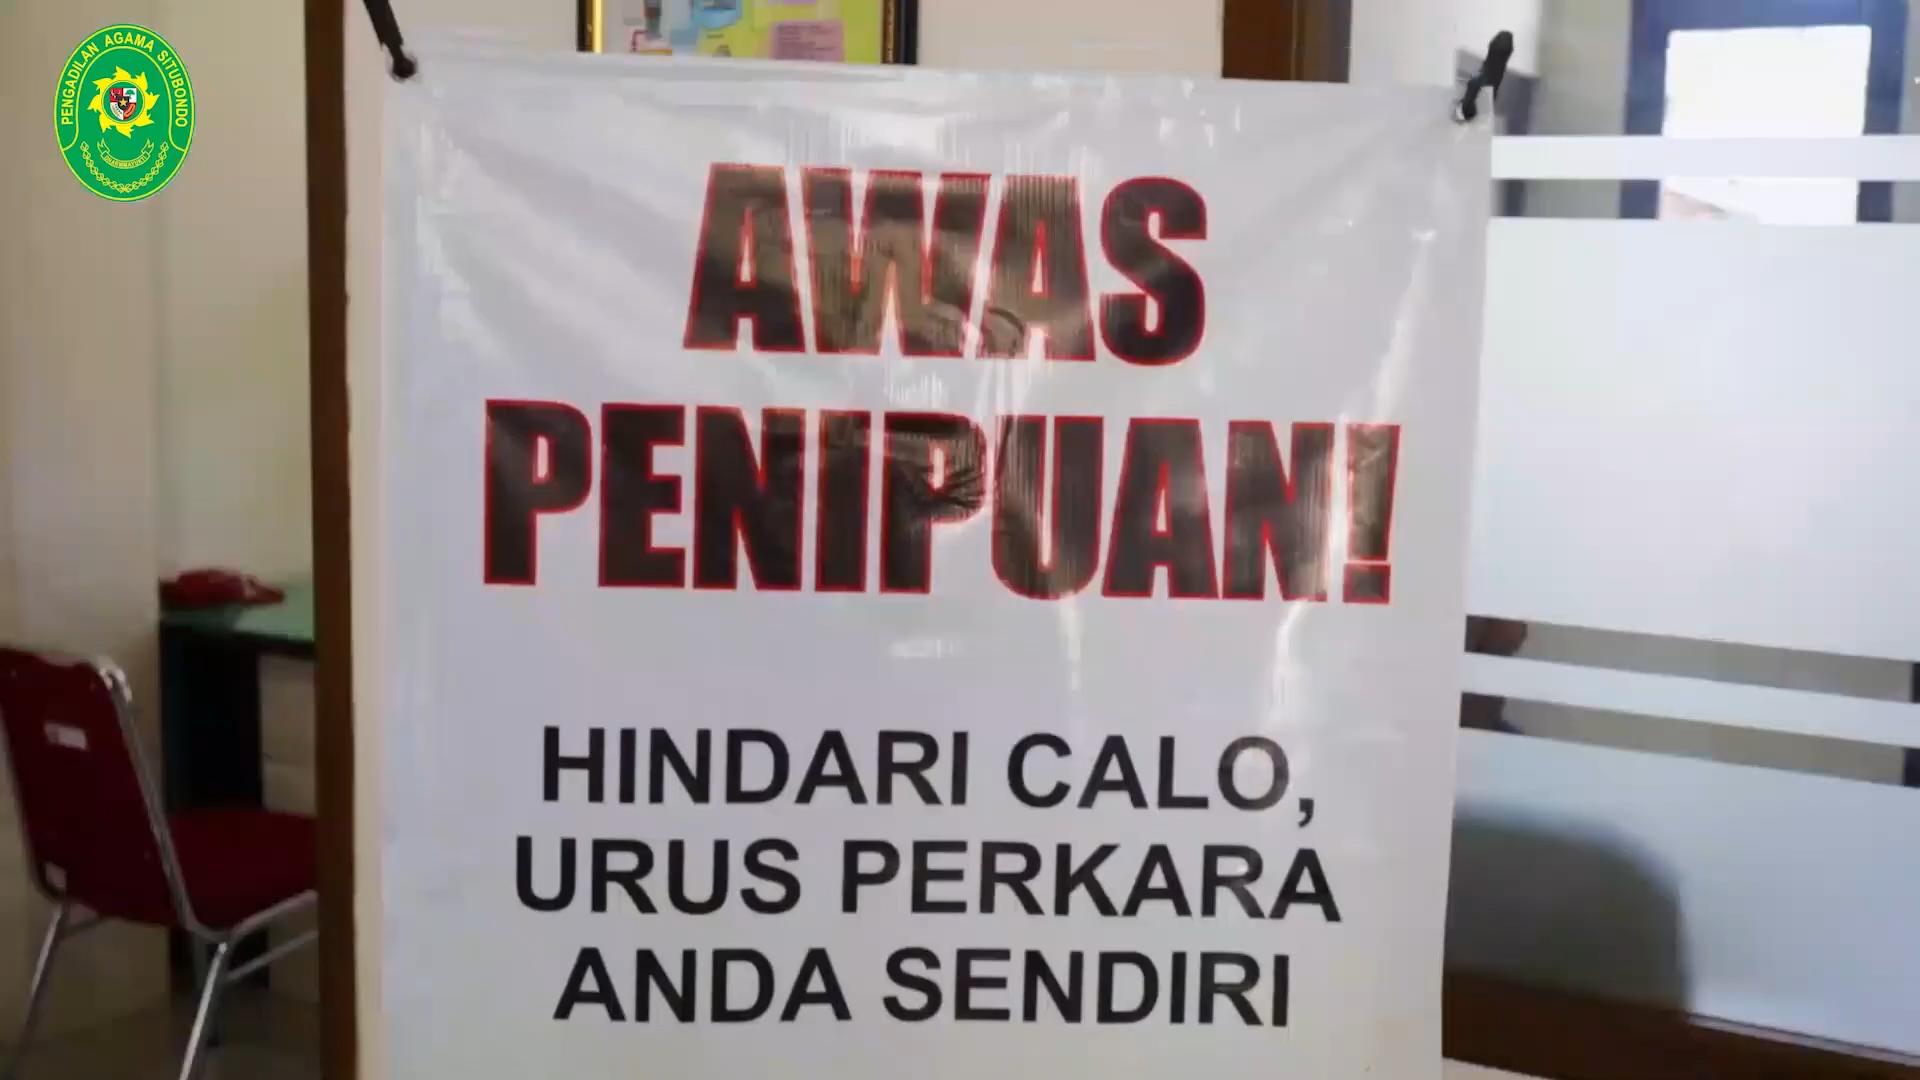 PENGADILAN AGAMA SITUBONDO
AWAS
PENIPUAN!
HINDARI CALO,
URUS PERKARA
ANDA SENDIRI